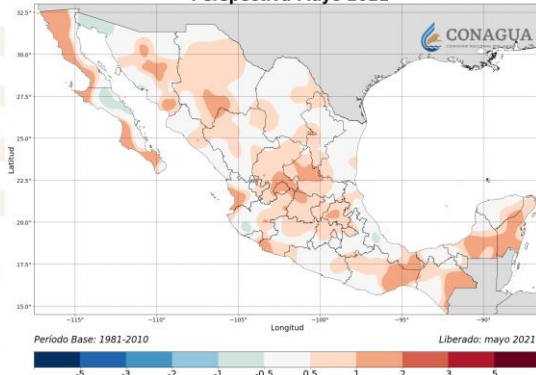 Perspectiva Mayo 2021
CONAGUA
32.5°
30.0°
27.5°
25.0°
22.5°
20.0°
17.5°
15.0°
Latitud
−115°
−110°
−105°
−100°
−95°
−90°
Longitud
Período Base: 1981-2010
Liberado: mayo 2021
-5 -3 -2 -1 -0.5 0.5 1 2 3 5